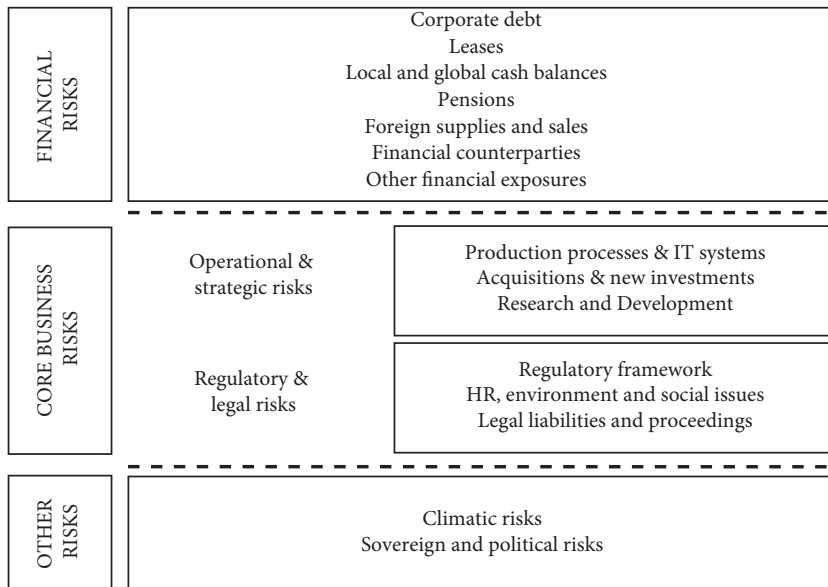 FINANCIAL
RISKS
Corporate debt
Leases
Local and global cash balances
Pensions
Foreign supplies and sales
Financial counterparties
Other financial exposures
CORE BUSINESS
RISKS
Operational &
strategic risks
Production processes & IT systems
Acquisitions & new investments
Research and Development
Regulatory &
legal risks
Regulatory framework
HR, environment and social issues
Legal liabilities and proceedings
OTHER
RISKS
Climatic risks
Sovereign and political risks